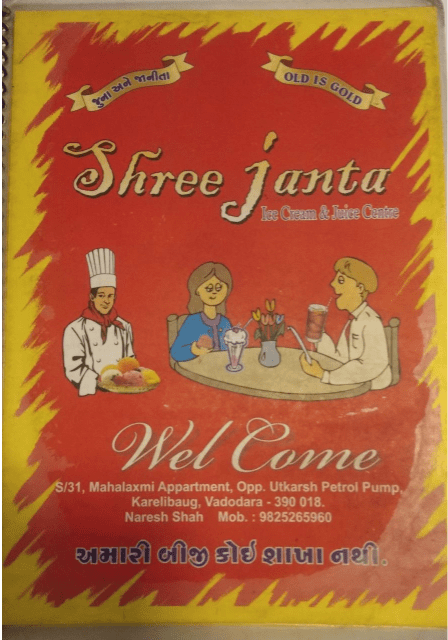 જુના અને જાનીતા
OLD IS GOLD
Shree Janta
Ice Cream & Juice Centre
Wel Come
S/31, Mahalaxmi Appartment, Opp. Utkarsh Petrol Pump,
Karelibaug, Vadodara - 390 018.
Naresh Shah Mob. : 9825265960
અમારી બીજી કોઇ શાખા નથી.